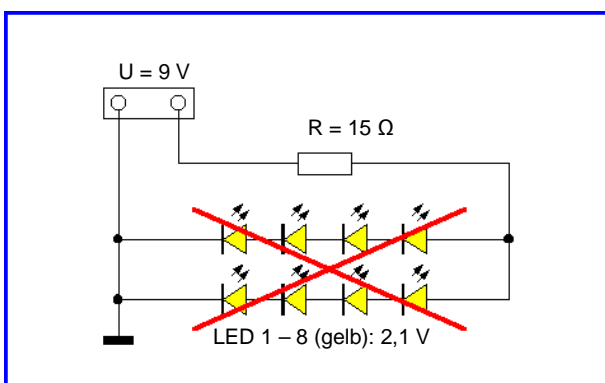 U = 9 V
R = 15 Ω
LED 1 – 8 (gelb): 2,1 V